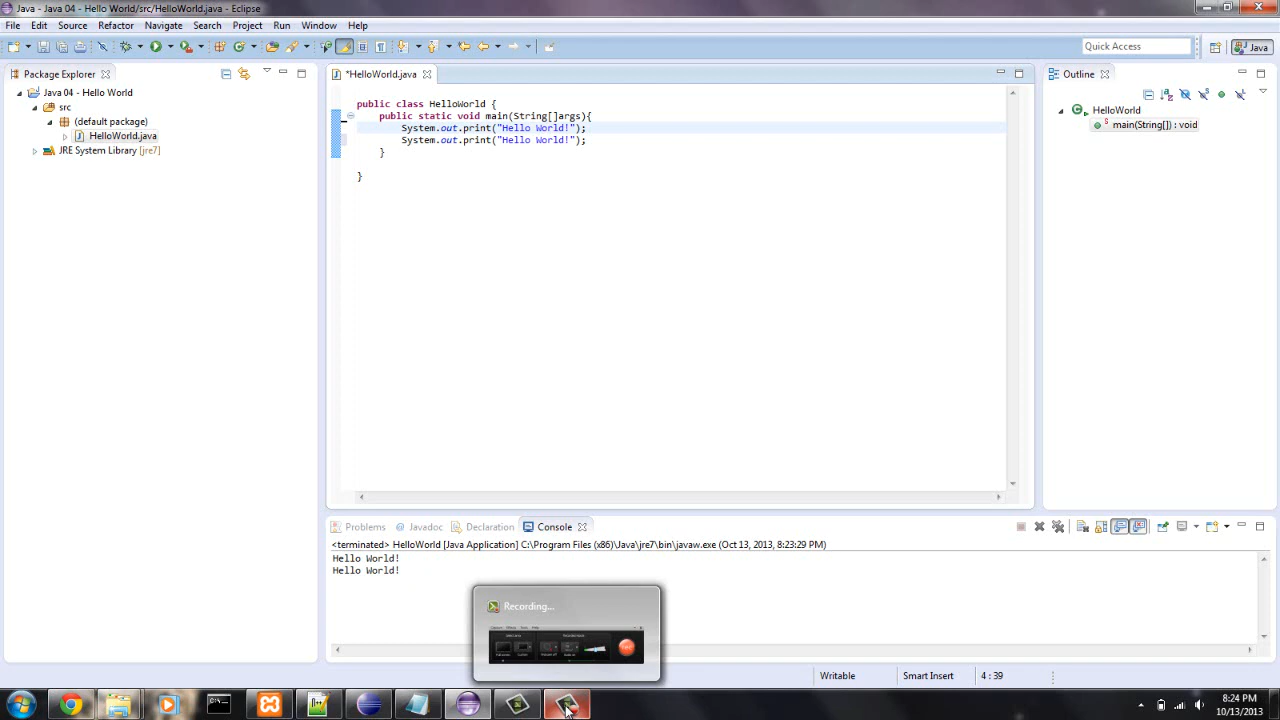 Java - Java 04 - Hello World/src/HelloWorld.java - Eclipse
File Edit Source Refactor Navigate Search Project Run Window Help
Quick Access
Java
Package Explorer
*HelloWorld.java
Outline
Java 04 - Hello World
src
(default package)
HelloWorld.java
JRE System Library [jre7]
public class HelloWorld {
public static void main(String[]args){
System.out.print("Hello World!");
System.out.print("Hello World!");
}
}
HelloWorld
main(String[]) : void
Problems @ Javadoc Declaration Console
<terminated> HelloWorld [Java Application] C:\Program Files (x86)\Java\jre7\bin\javaw.exe (Oct 13, 2013, 8:23:29 PM)
Hello World!
Hello World!
Recording...
Writable
Smart Insert
4 : 39
8:24 PM
10/13/2013